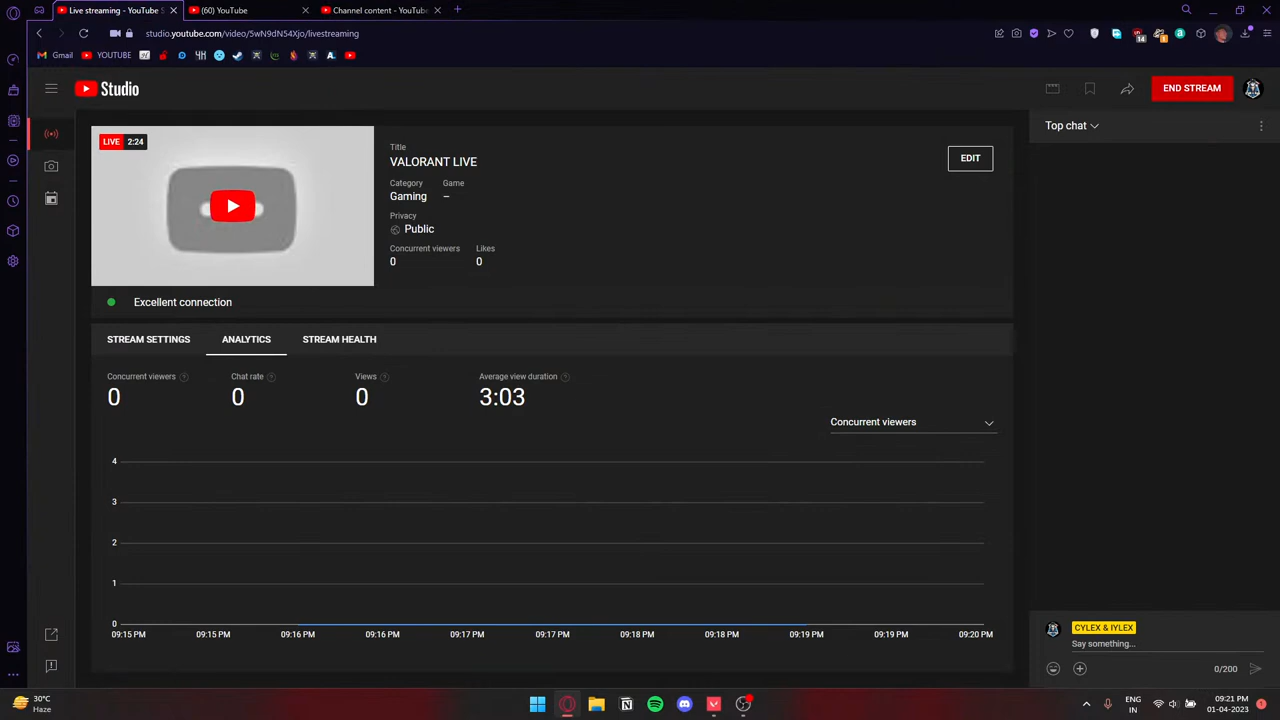 Live streaming - YouTube S
(60) YouTube
Channel content - YouTube
studio.youtube.com/video/5wN9dN54Xjo/livestreaming
Gmail YOUTUBE 4H
14 1
Studio
END STREAM
LIVE 2:24
Title
VALORANT LIVE
EDIT
Category Game
Gaming –
Privacy
Public
Concurrent viewers Likes
0 0
Excellent connection
Top chat
STREAM SETTINGS ANALYTICS STREAM HEALTH
Concurrent viewers Chat rate Views Average view duration
0 0 0 3:03
Concurrent viewers
4
3
2
1
0
09:15 PM 09:15 PM 09:16 PM 09:16 PM 09:17 PM 09:17 PM 09:18 PM 09:18 PM 09:19 PM 09:19 PM 09:20 PM
CYLEX & IYLEX
Say something...
0/200
30°C
Haze
ENG
IN
09:21 PM
01-04-2023
1